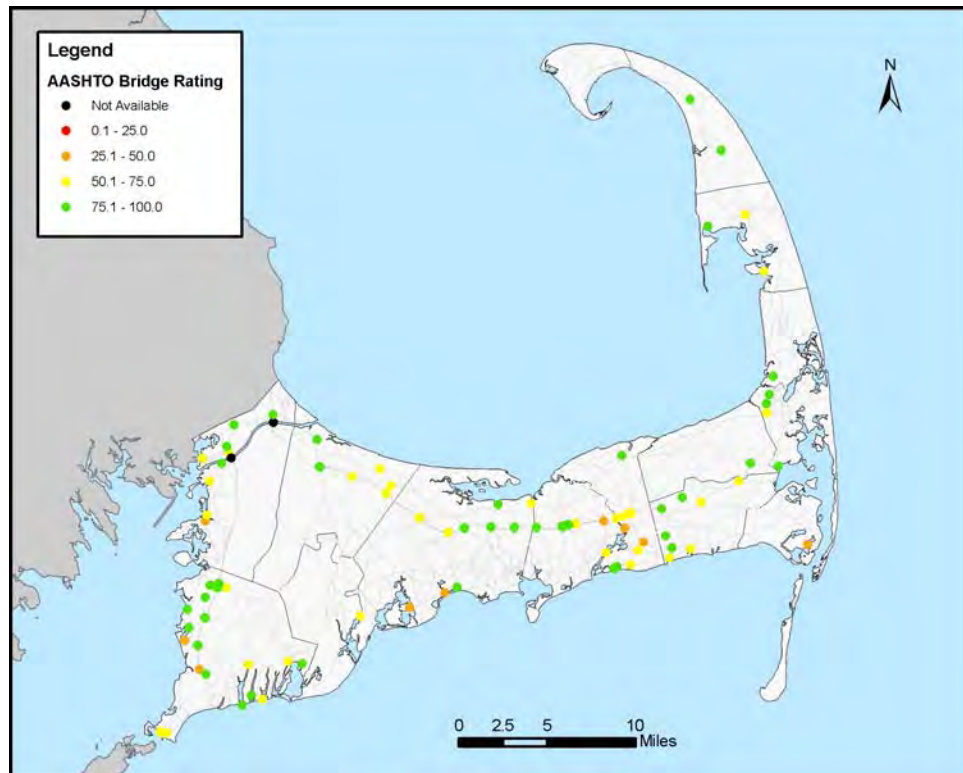 Legend
AASHTO Bridge Rating
Not Available
0.1 - 25.0
25.1 - 50.0
50.1 - 75.0
75.1 - 100.0
N
0 2.5 5 10
Miles